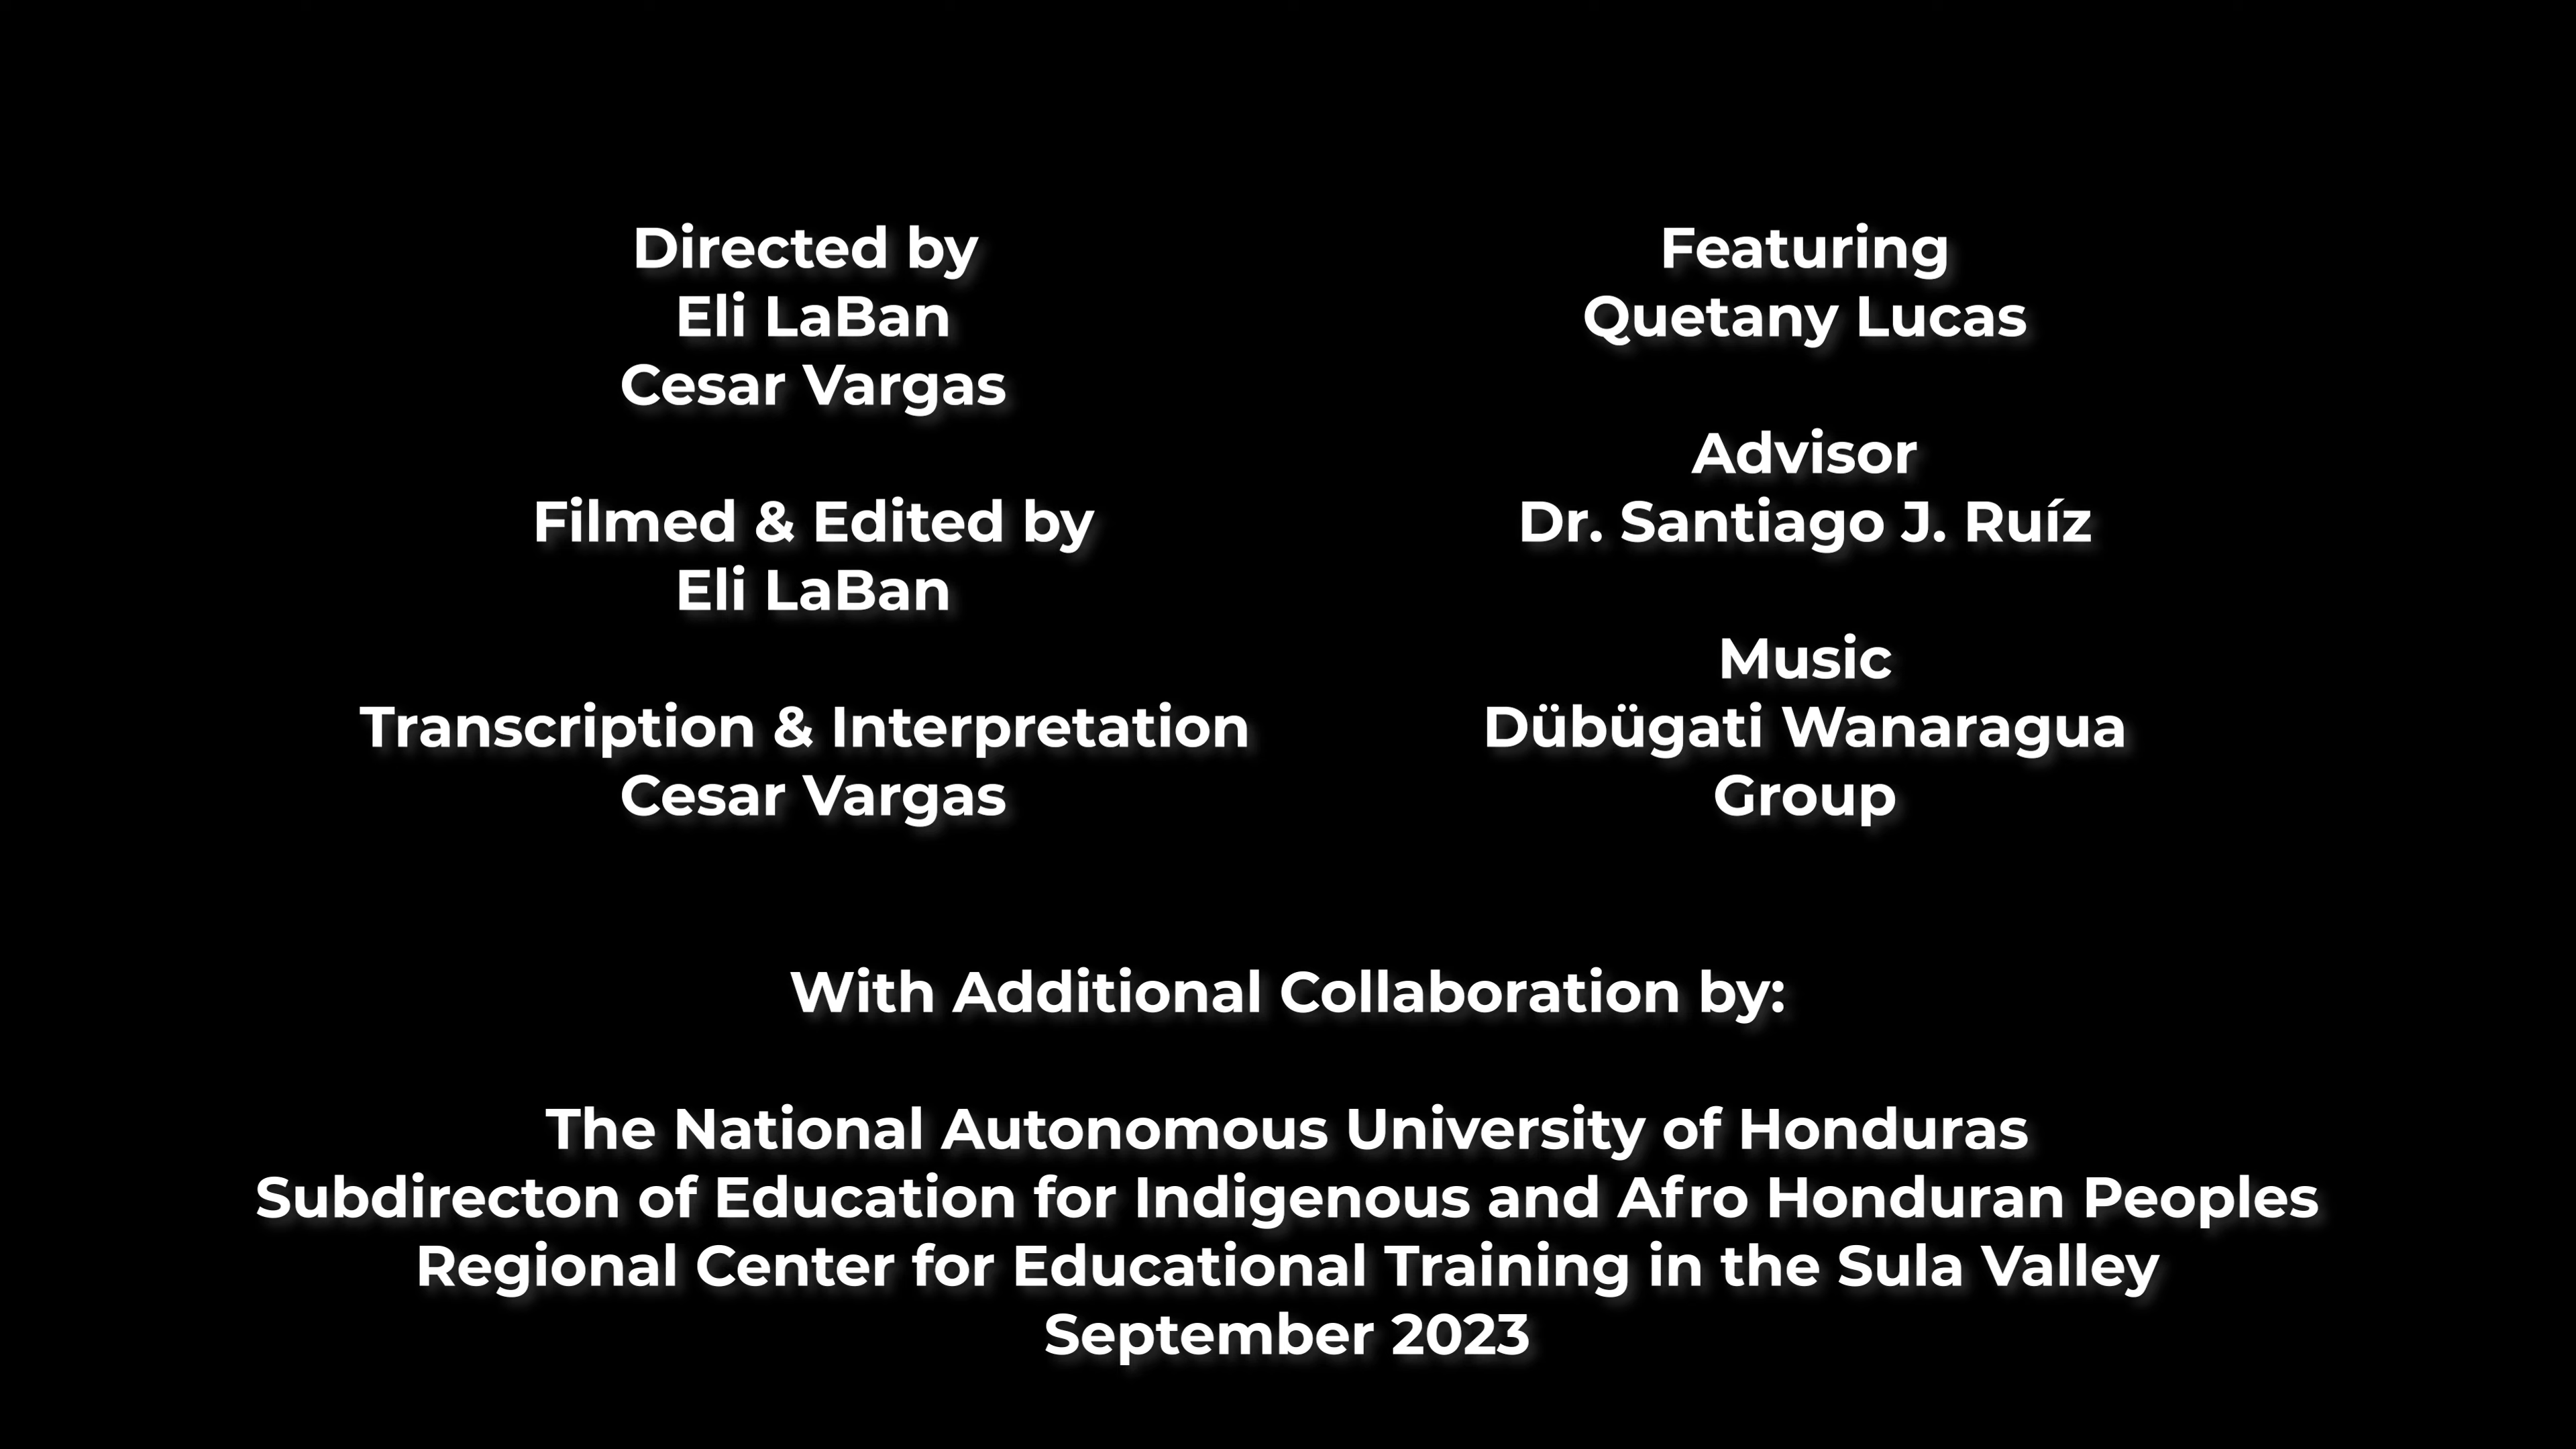 Directed by
Eli LaBan
Cesar Vargas
Filmed & Edited by
Eli LaBan
Transcription & Interpretation
Cesar Vargas
Featuring
Quetany Lucas
Advisor
Dr. Santiago J. Ruíz
Music
Dübügati Wanaragua
Group
With Additional Collaboration by:
The National Autonomous University of Honduras
Subdirecton of Education for Indigenous and Afro Honduran Peoples
Regional Center for Educational Training in the Sula Valley
September 2023